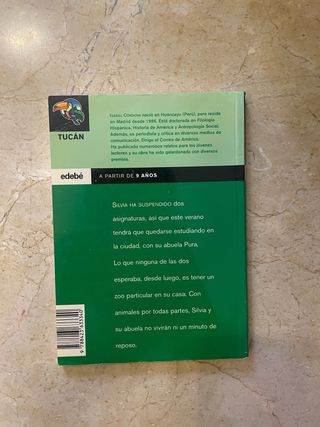 ISABEL CÓRDOVA nació en Huancayo (Perú), pero reside
en Madrid desde 1986. Está doctorada en Filología
Hispánica, Historia de América y Antropología Social.
Además, es periodista y crítica en diversos medios de
comunicación. Dirige el Correo de América.
Ha publicado numerosos relatos para los jóvenes
lectores y su obra ha sido galardonada con diversos
premios.
TUCÁN
edebé
A PARTIR DE 9 AÑOS
SILVIA HA SUSPENDIDO dos
asignaturas, así que este verano
tendrá que quedarse estudiando en
la ciudad, con su abuela Pura.
Lo que ninguna de las dos
esperaba, desde luego, es tener un
zoo particular en su casa. Con
animales por todas partes, Silvia y
su abuela no vivirán ni un minuto de
reposo.